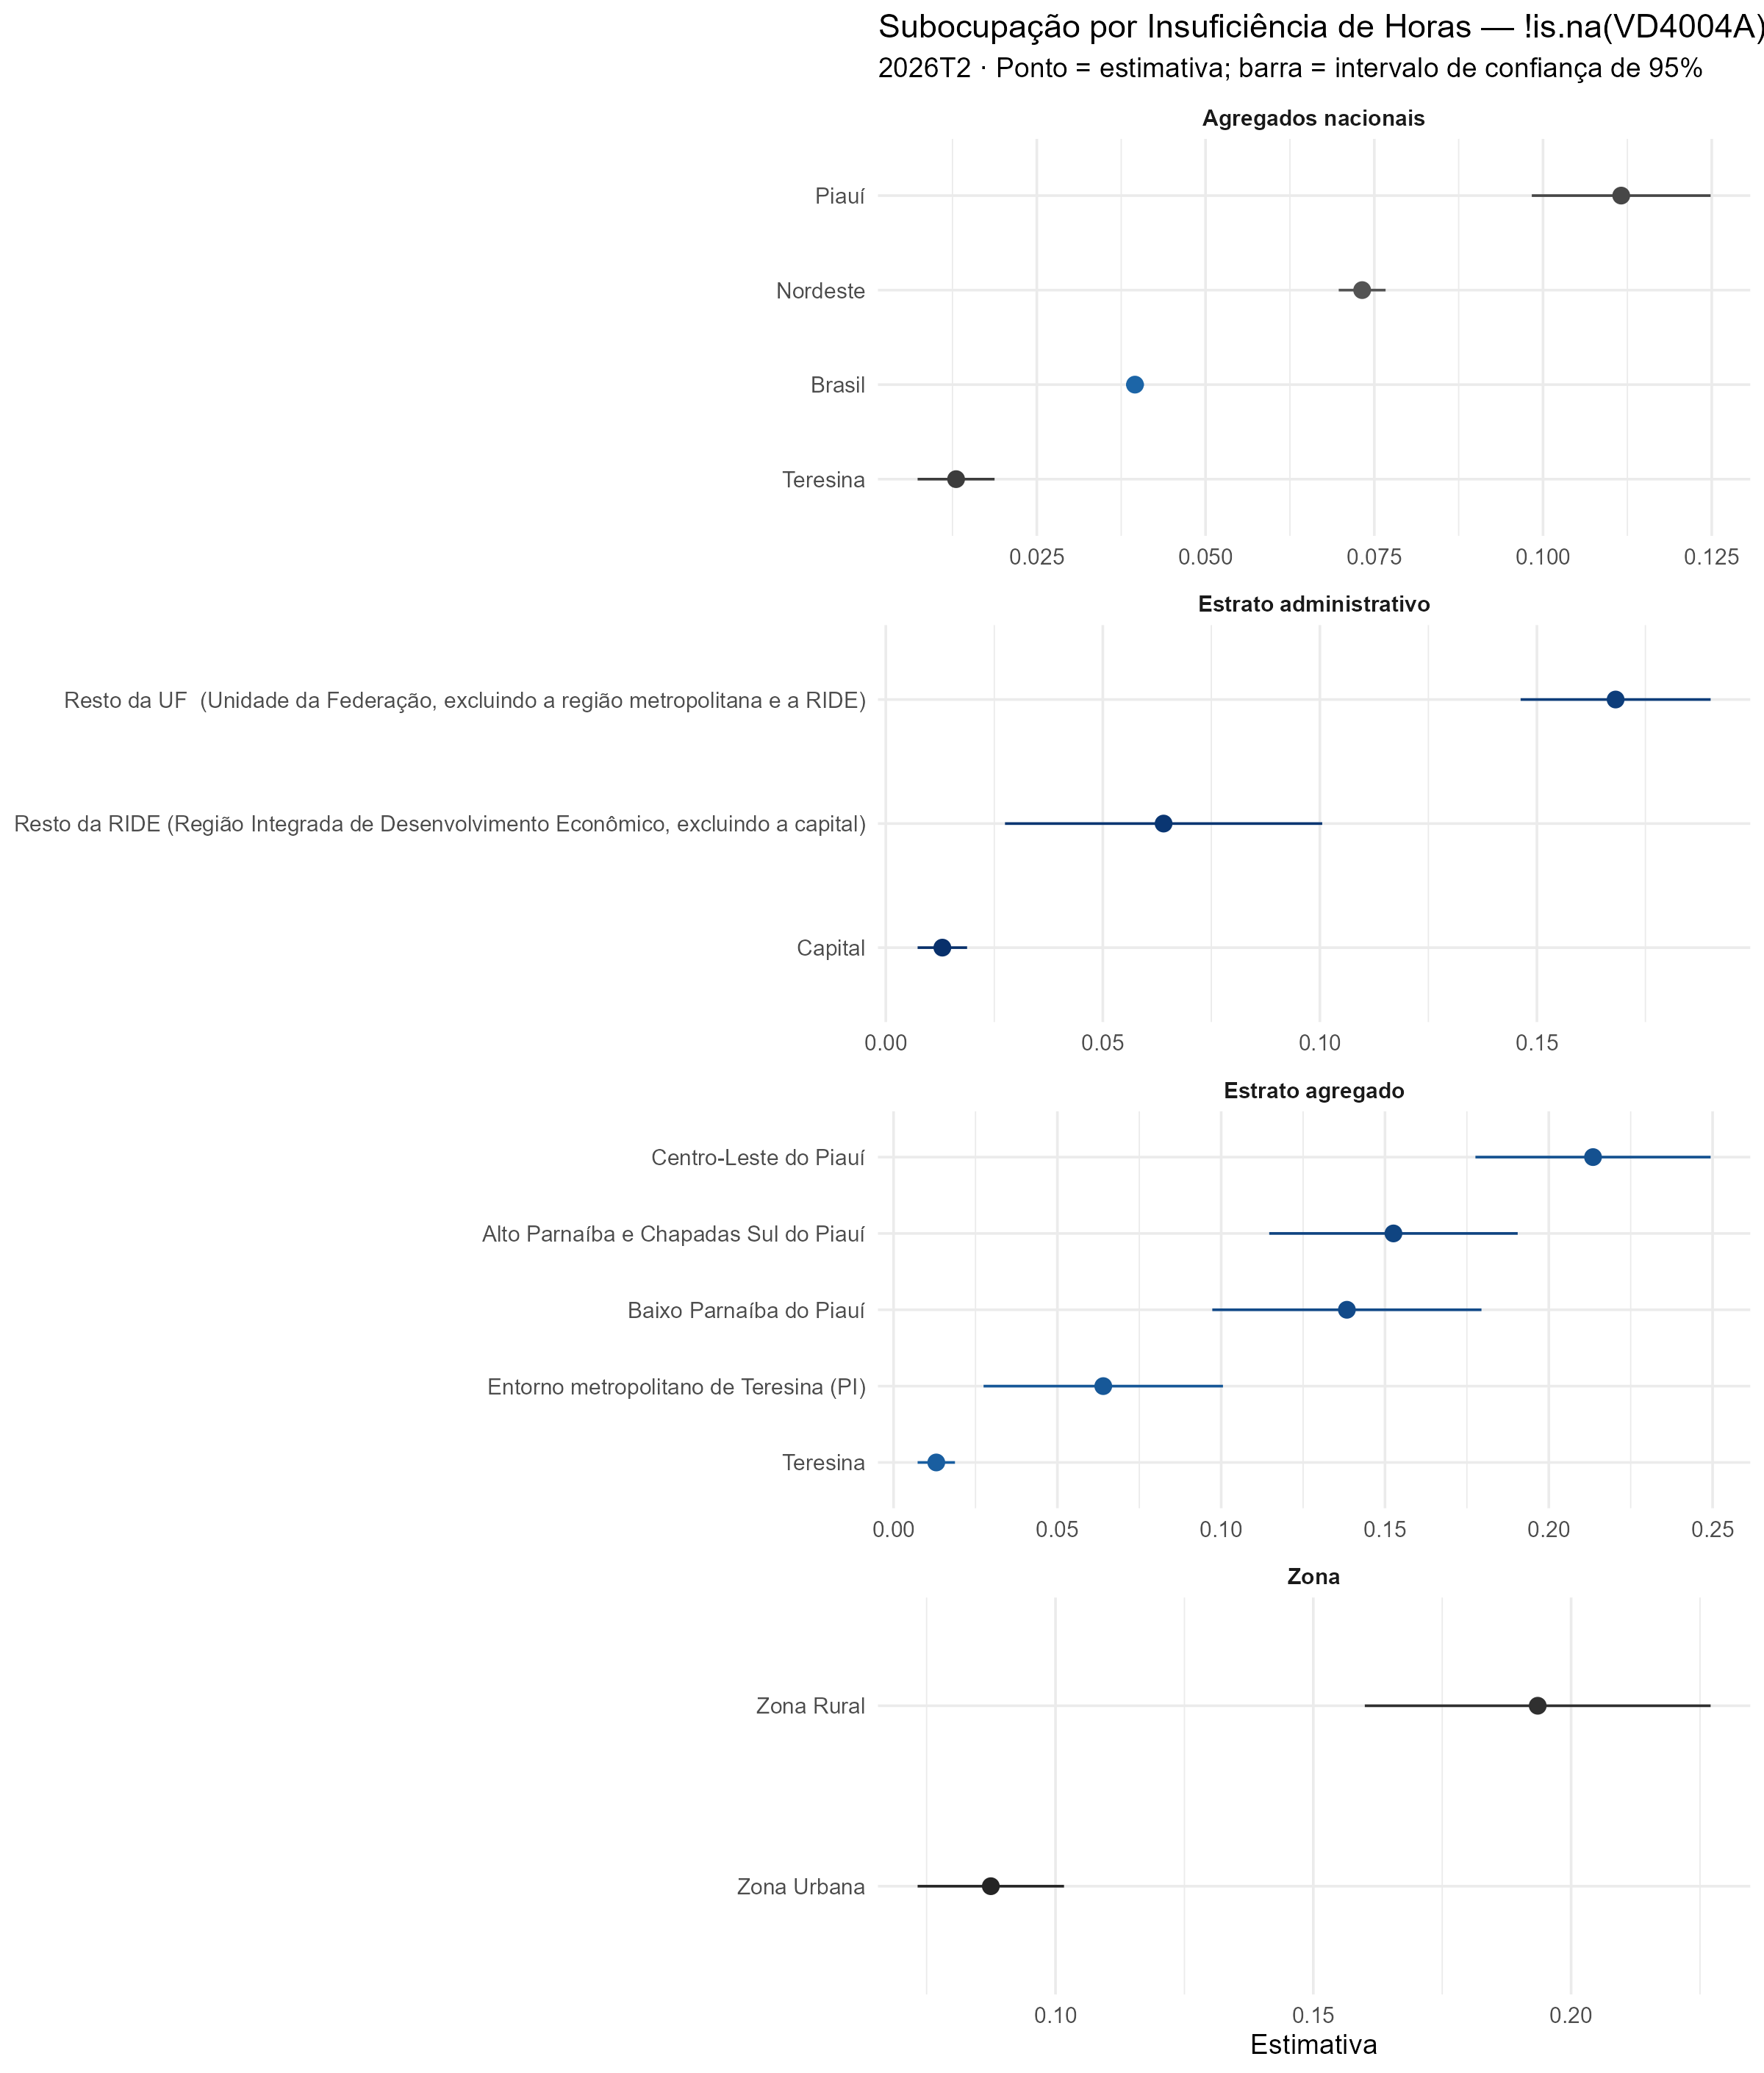 Subocupação por Insuficiência de Horas — !is.na(VD4004A)
2026T2 · Ponto = estimativa; barra = intervalo de confiança de 95%
Agregados nacionais
Piauí
Nordeste
Brasil
Teresina
0.025 0.050 0.075 0.100 0.125
Estrato administrativo
Resto da UF  (Unidade da Federação, excluindo a região metropolitana e a RIDE)
Resto da RIDE (Região Integrada de Desenvolvimento Econômico, excluindo a capital)
Capital
0.00 0.05 0.10 0.15
Estrato agregado
Centro-Leste do Piauí
Alto Parnaíba e Chapadas Sul do Piauí
Baixo Parnaíba do Piauí
Entorno metropolitano de Teresina (PI)
Teresina
0.00 0.05 0.10 0.15 0.20 0.25
Zona
Zona Rural
Zona Urbana
0.10 0.15 0.20
Estimativa